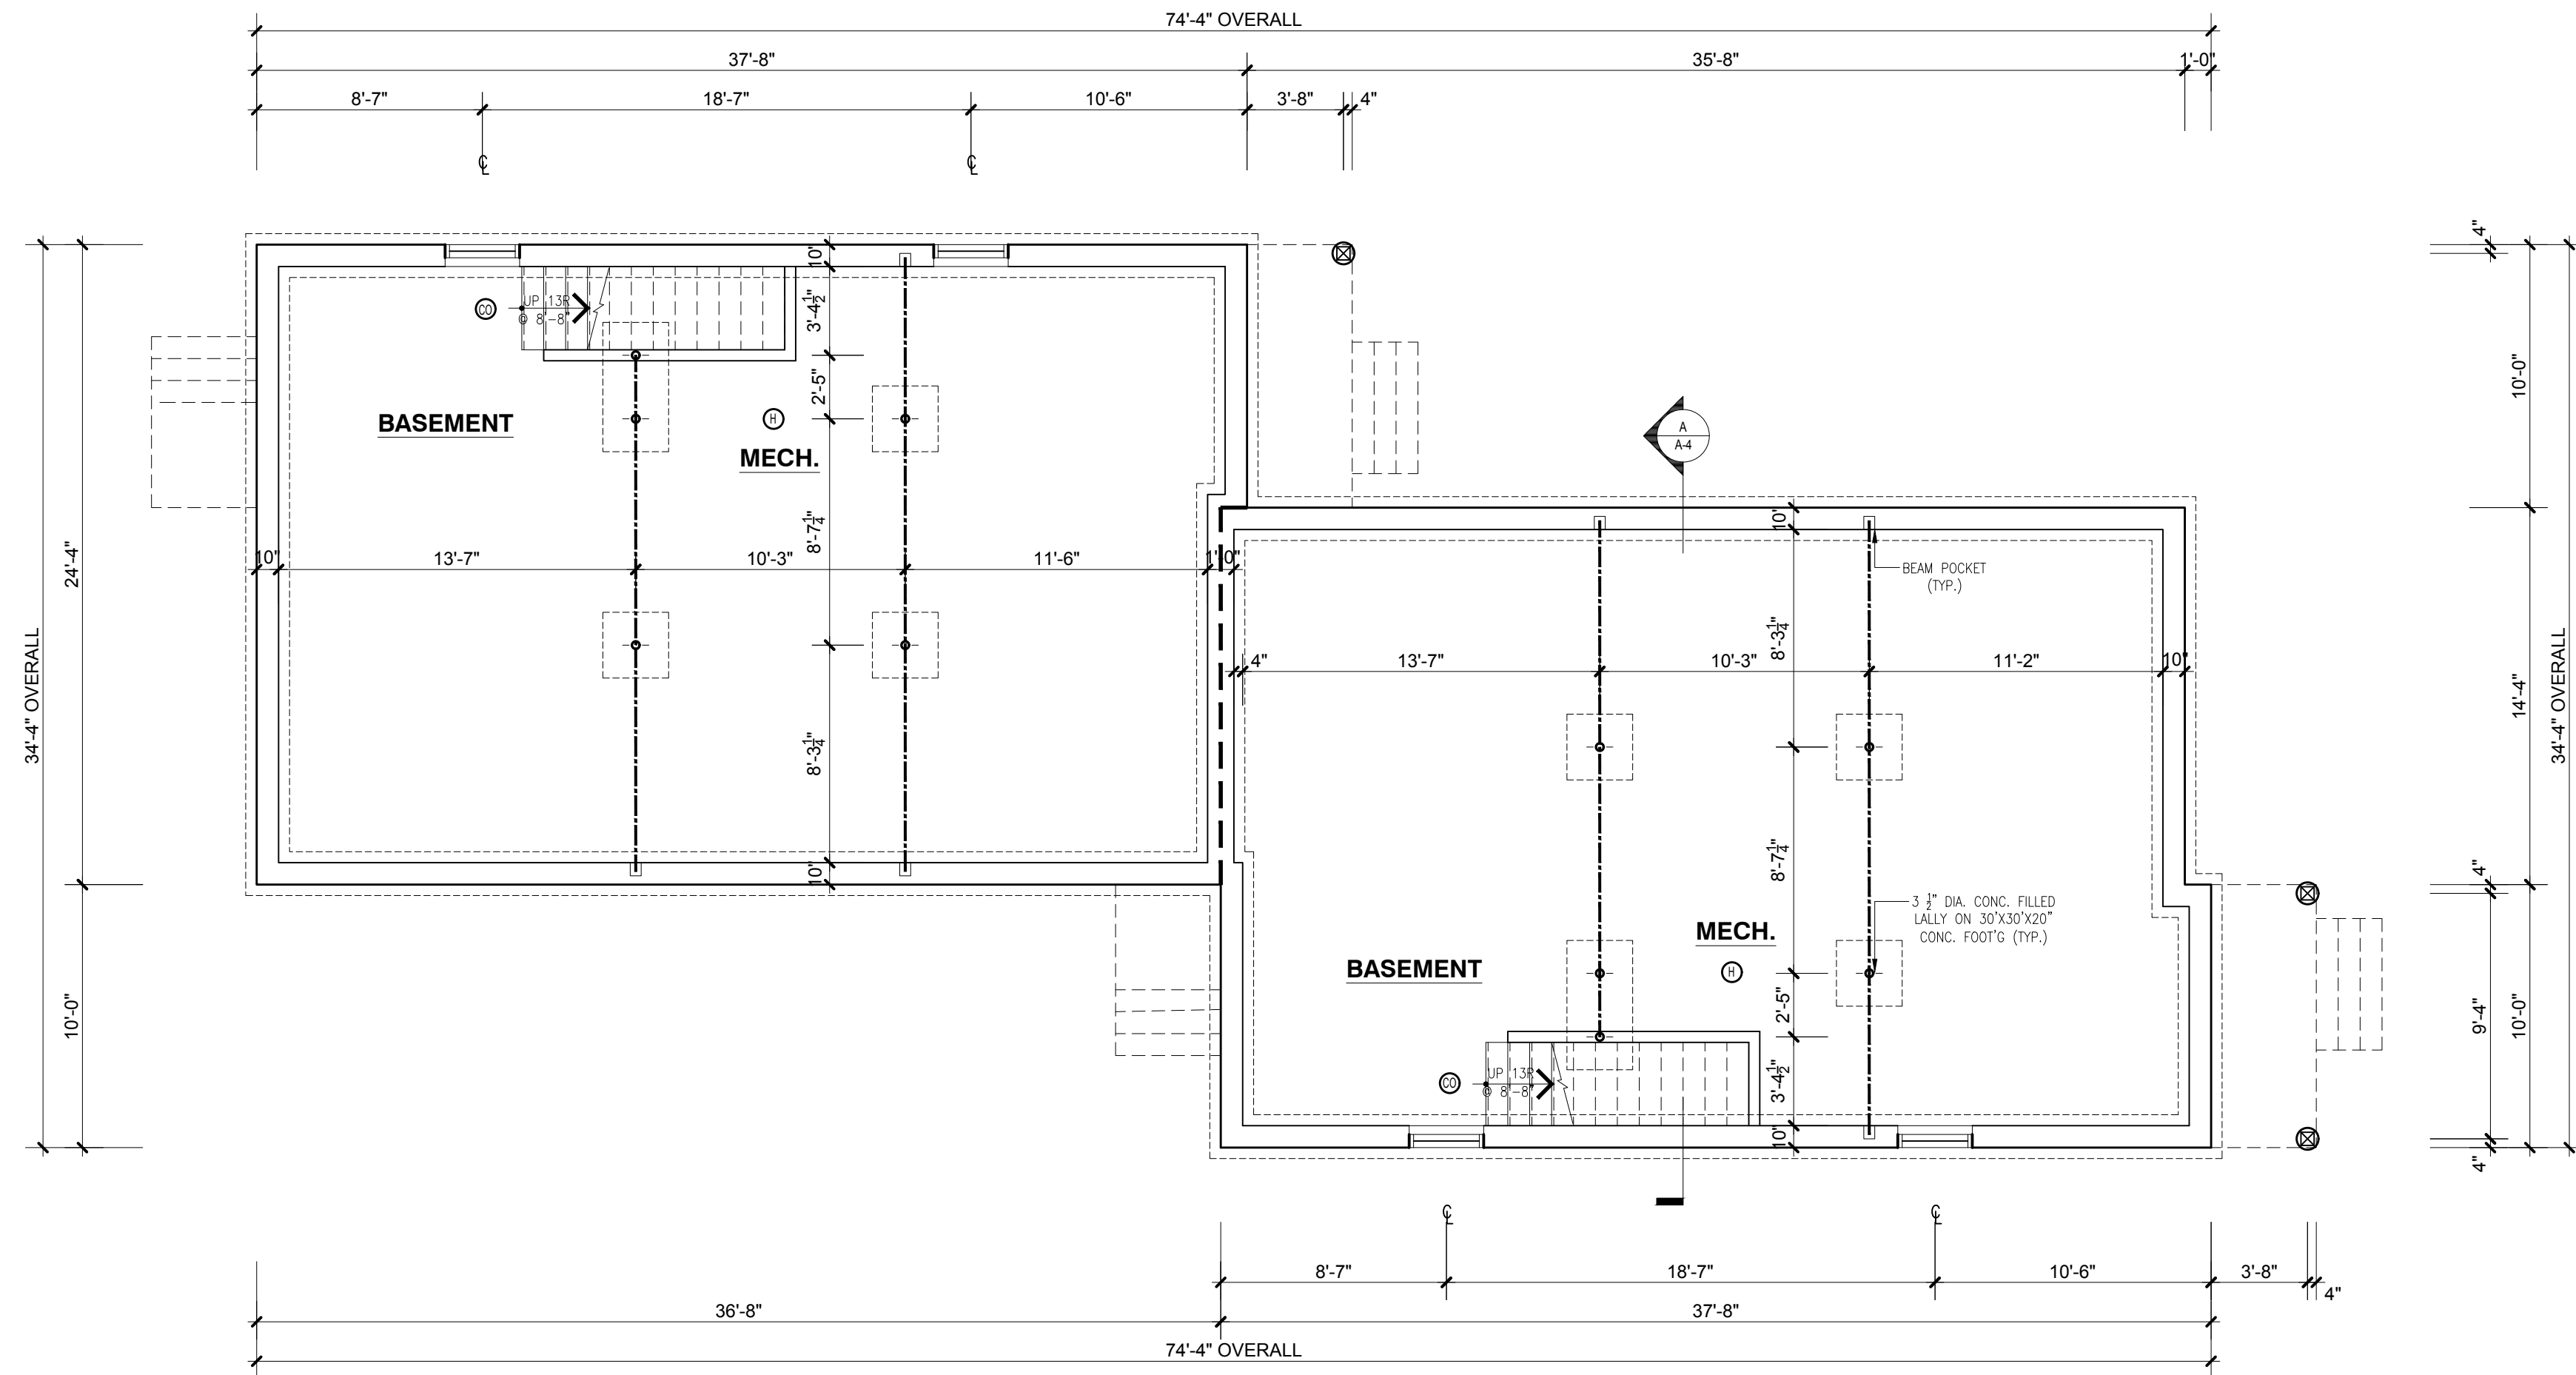 74'-4" OVERALL
37'-8"
35'-8"
1'-0"
8'-7"
18'-7"
10'-6"
3'-8"
4"
℄
℄
34'-4" OVERALL
24'-4"
10'-0"
10"
3'-4½"
2'-5"
8'-7¼"
8'-3¼"
10"
UP 13R
@ 8'-8"
CO
BASEMENT
H
MECH.
10"
13'-7"
10'-3"
11'-6"
1'-0"
A
A-4
10"
BEAM POCKET
(TYP.)
8'-3¼"
4"
13'-7"
10'-3"
11'-2"
10"
8'-7¼"
3 ½" DIA. CONC. FILLED
LALLY ON 30'X30'X20"
CONC. FOOT'G (TYP.)
MECH.
BASEMENT
H
2'-5"
CO
UP 13R
@ 8'-8"
3'-4½"
10"
4"
10'-0"
14'-4"
34'-4" OVERALL
4"
9'-4"
10'-0"
4"
℄
℄
8'-7"
18'-7"
10'-6"
3'-8"
4"
36'-8"
37'-8"
74'-4" OVERALL